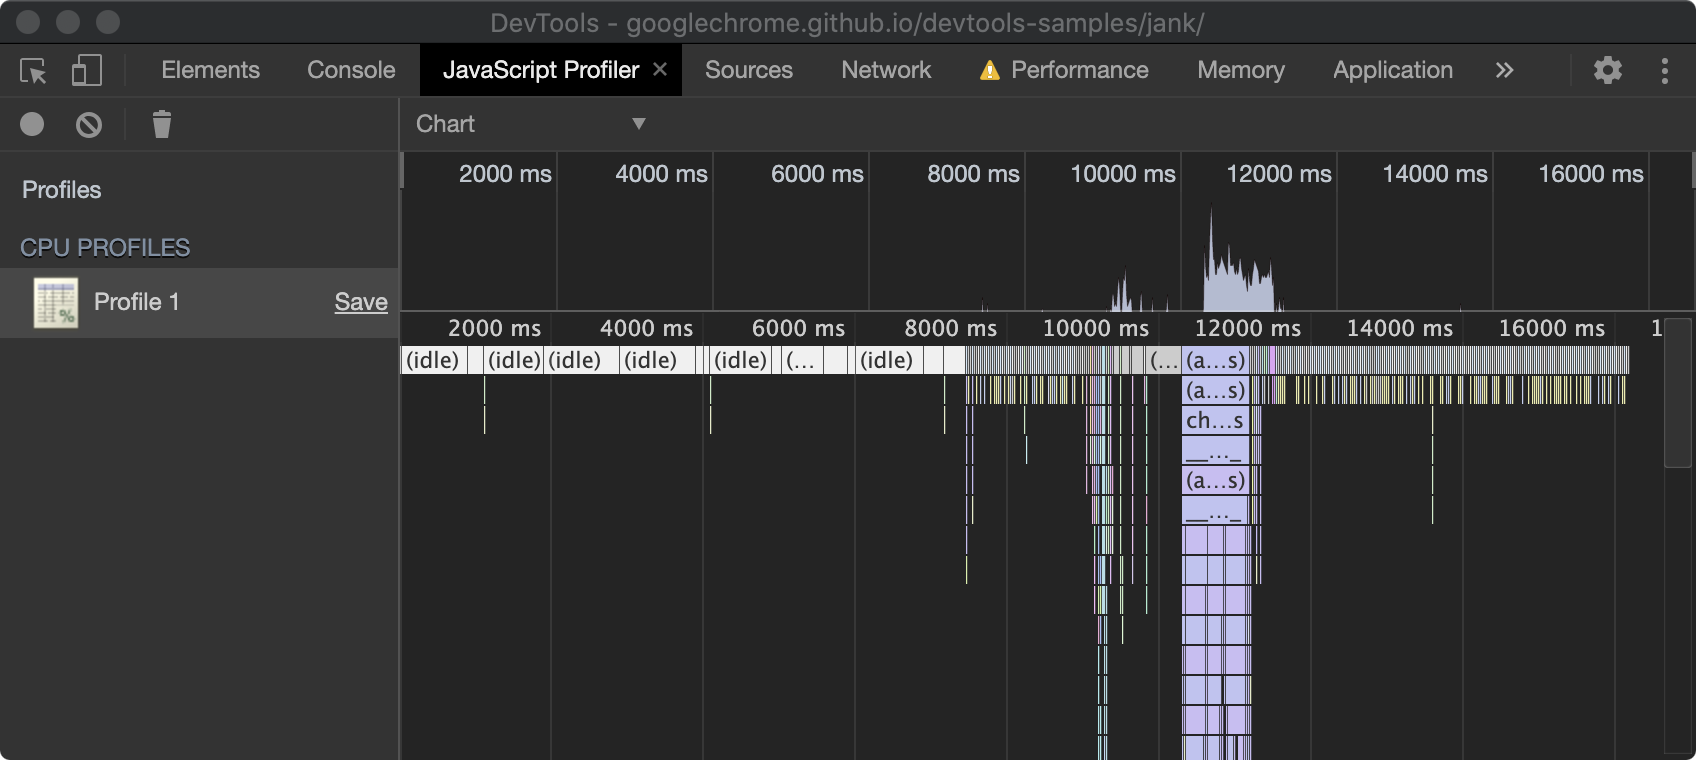 DevTools - googlechrome.github.io/devtools-samples/jank/
Elements Console JavaScript Profiler × Sources Network Performance Memory Application »
Chart ▼
Profiles
CPU PROFILES
Profile 1 Save
2000 ms 4000 ms 6000 ms 8000 ms 10000 ms 12000 ms 14000 ms 16000 ms
2000 ms 4000 ms 6000 ms 8000 ms 10000 ms 12000 ms 14000 ms 16000 ms 1
(idle) (idle) (idle) (idle) (idle) (... (idle) (... (a...s)
(a...s)
ch...s
__..._
(a...s)
__..._